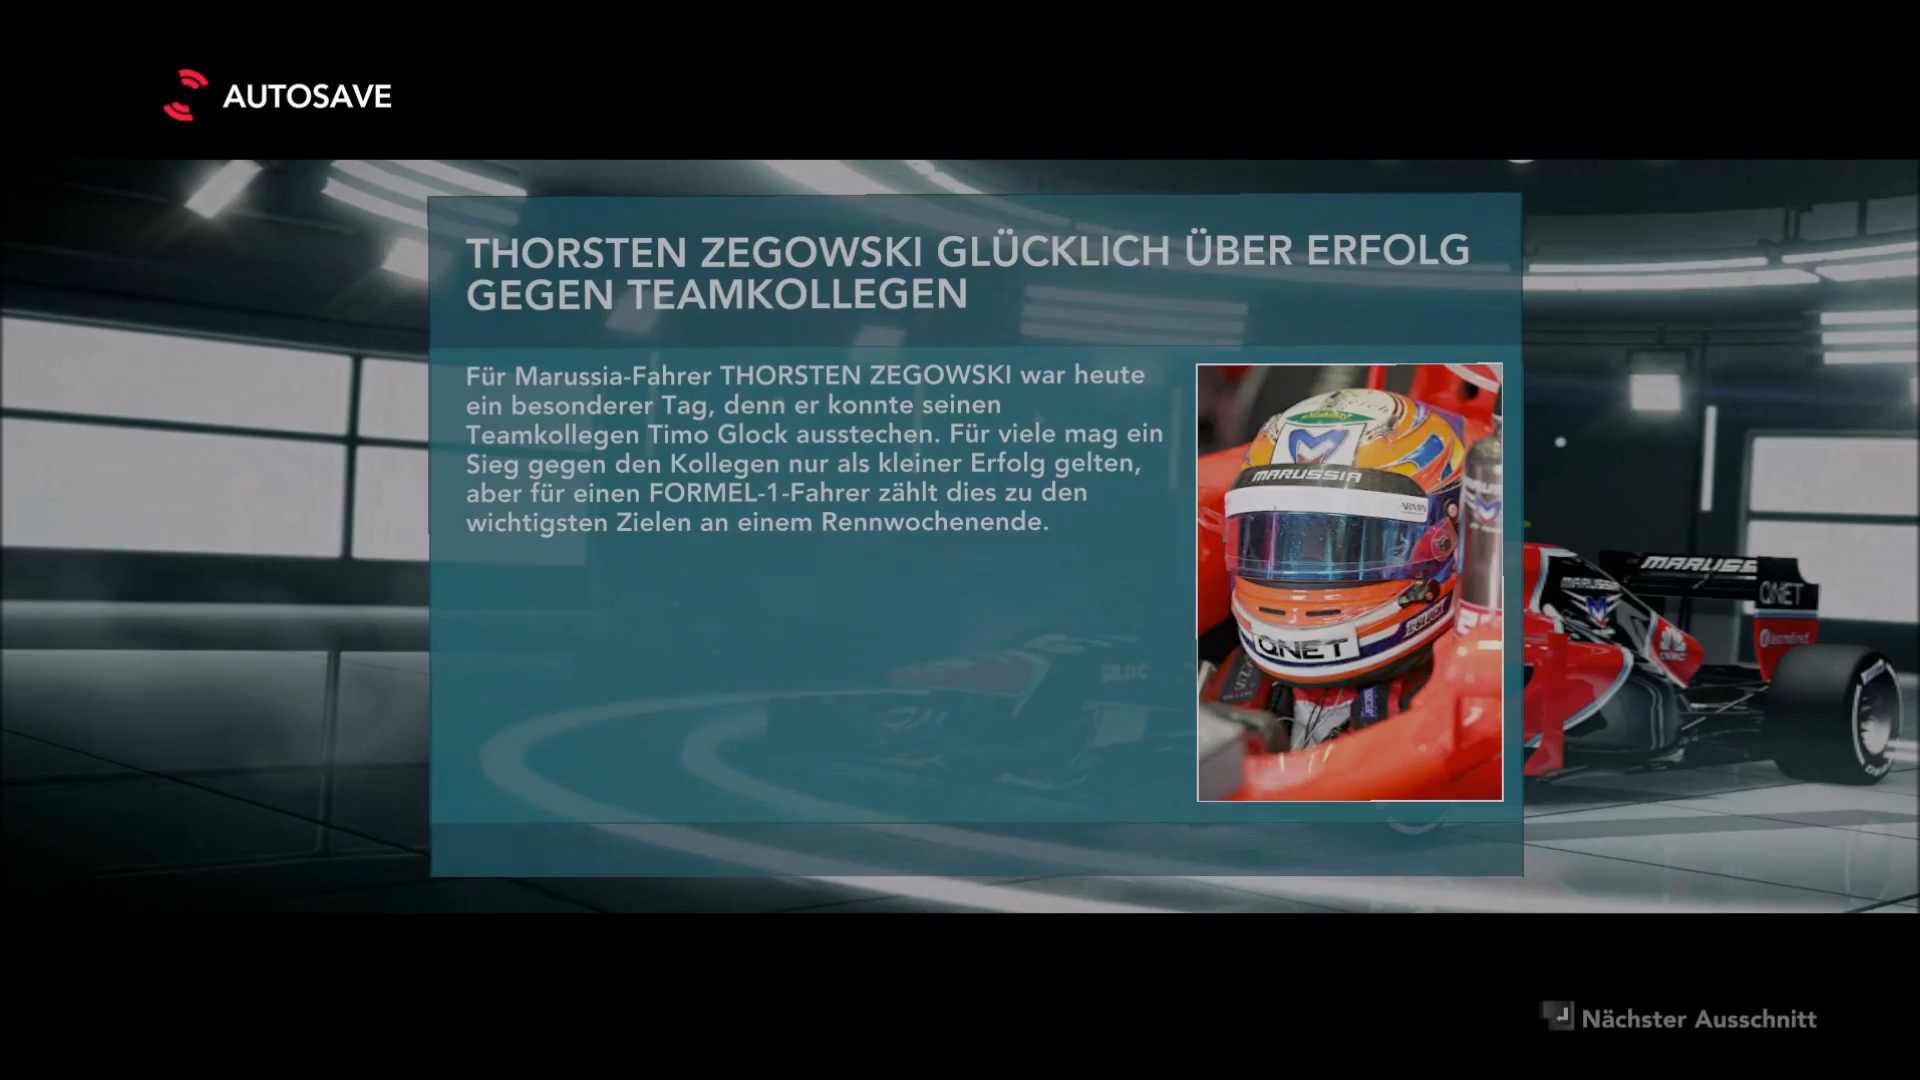 AUTOSAVE
THORSTEN ZEGOWSKI GLÜCKLICH ÜBER ERFOLG
GEGEN TEAMKOLLEGEN
Für Marussia-Fahrer THORSTEN ZEGOWSKI war heute
ein besonderer Tag, denn er konnte seinen
Teamkollegen Timo Glock ausstechen. Für viele mag ein
Sieg gegen den Kollegen nur als kleiner Erfolg gelten,
aber für einen FORMEL-1-Fahrer zählt dies zu den
wichtigsten Zielen an einem Rennwochenende.
MARUSSIA
QNET
MARUSS
MARUSSIA
QNET
Nächster Ausschnitt